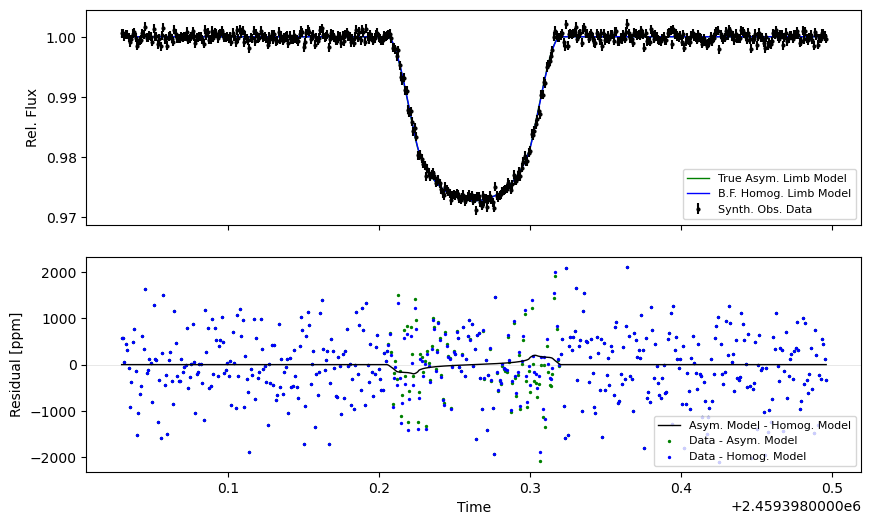 1.00
0.99
0.98
0.97
Rel. Flux
True Asym. Limb Model
B.F. Homog. Limb Model
Synth. Obs. Data
2000
1000
0
−1000
−2000
Residual [ppm]
Asym. Model - Homog. Model
Data - Asym. Model
Data - Homog. Model
0.1 0.2 0.3 0.4 0.5
Time
+2.4593980000e6